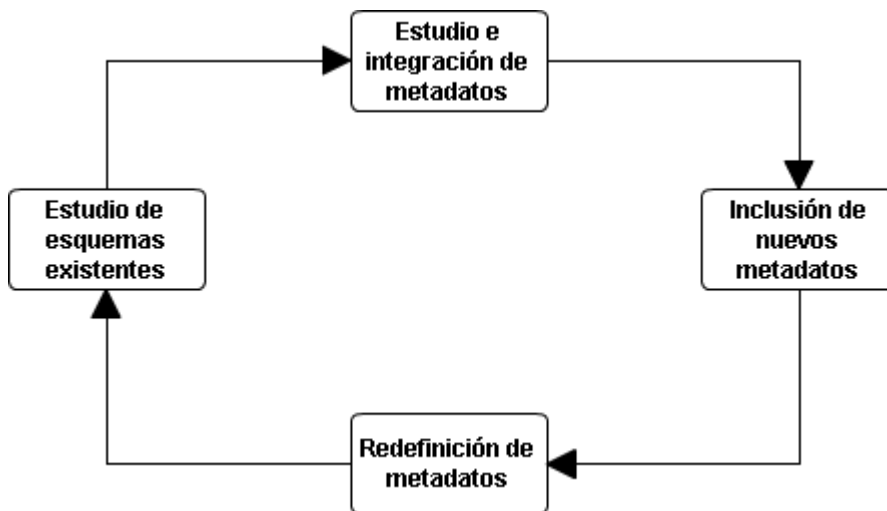 Estudio e
integración de
metadatos
Estudio de
esquemas
existentes
Inclusión de
nuevos
metadatos
Redefinición de
metadatos